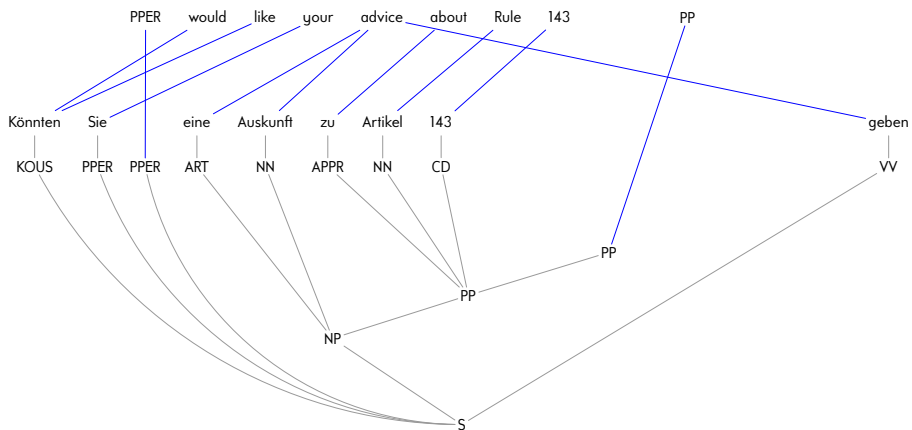 PPER would like your advice about Rule 143 PP
Könnten Sie eine Auskunft zu Artikel 143 geben
KOUS PPER PPER ART NN APPR NN CD VV
PP
PP
NP
S